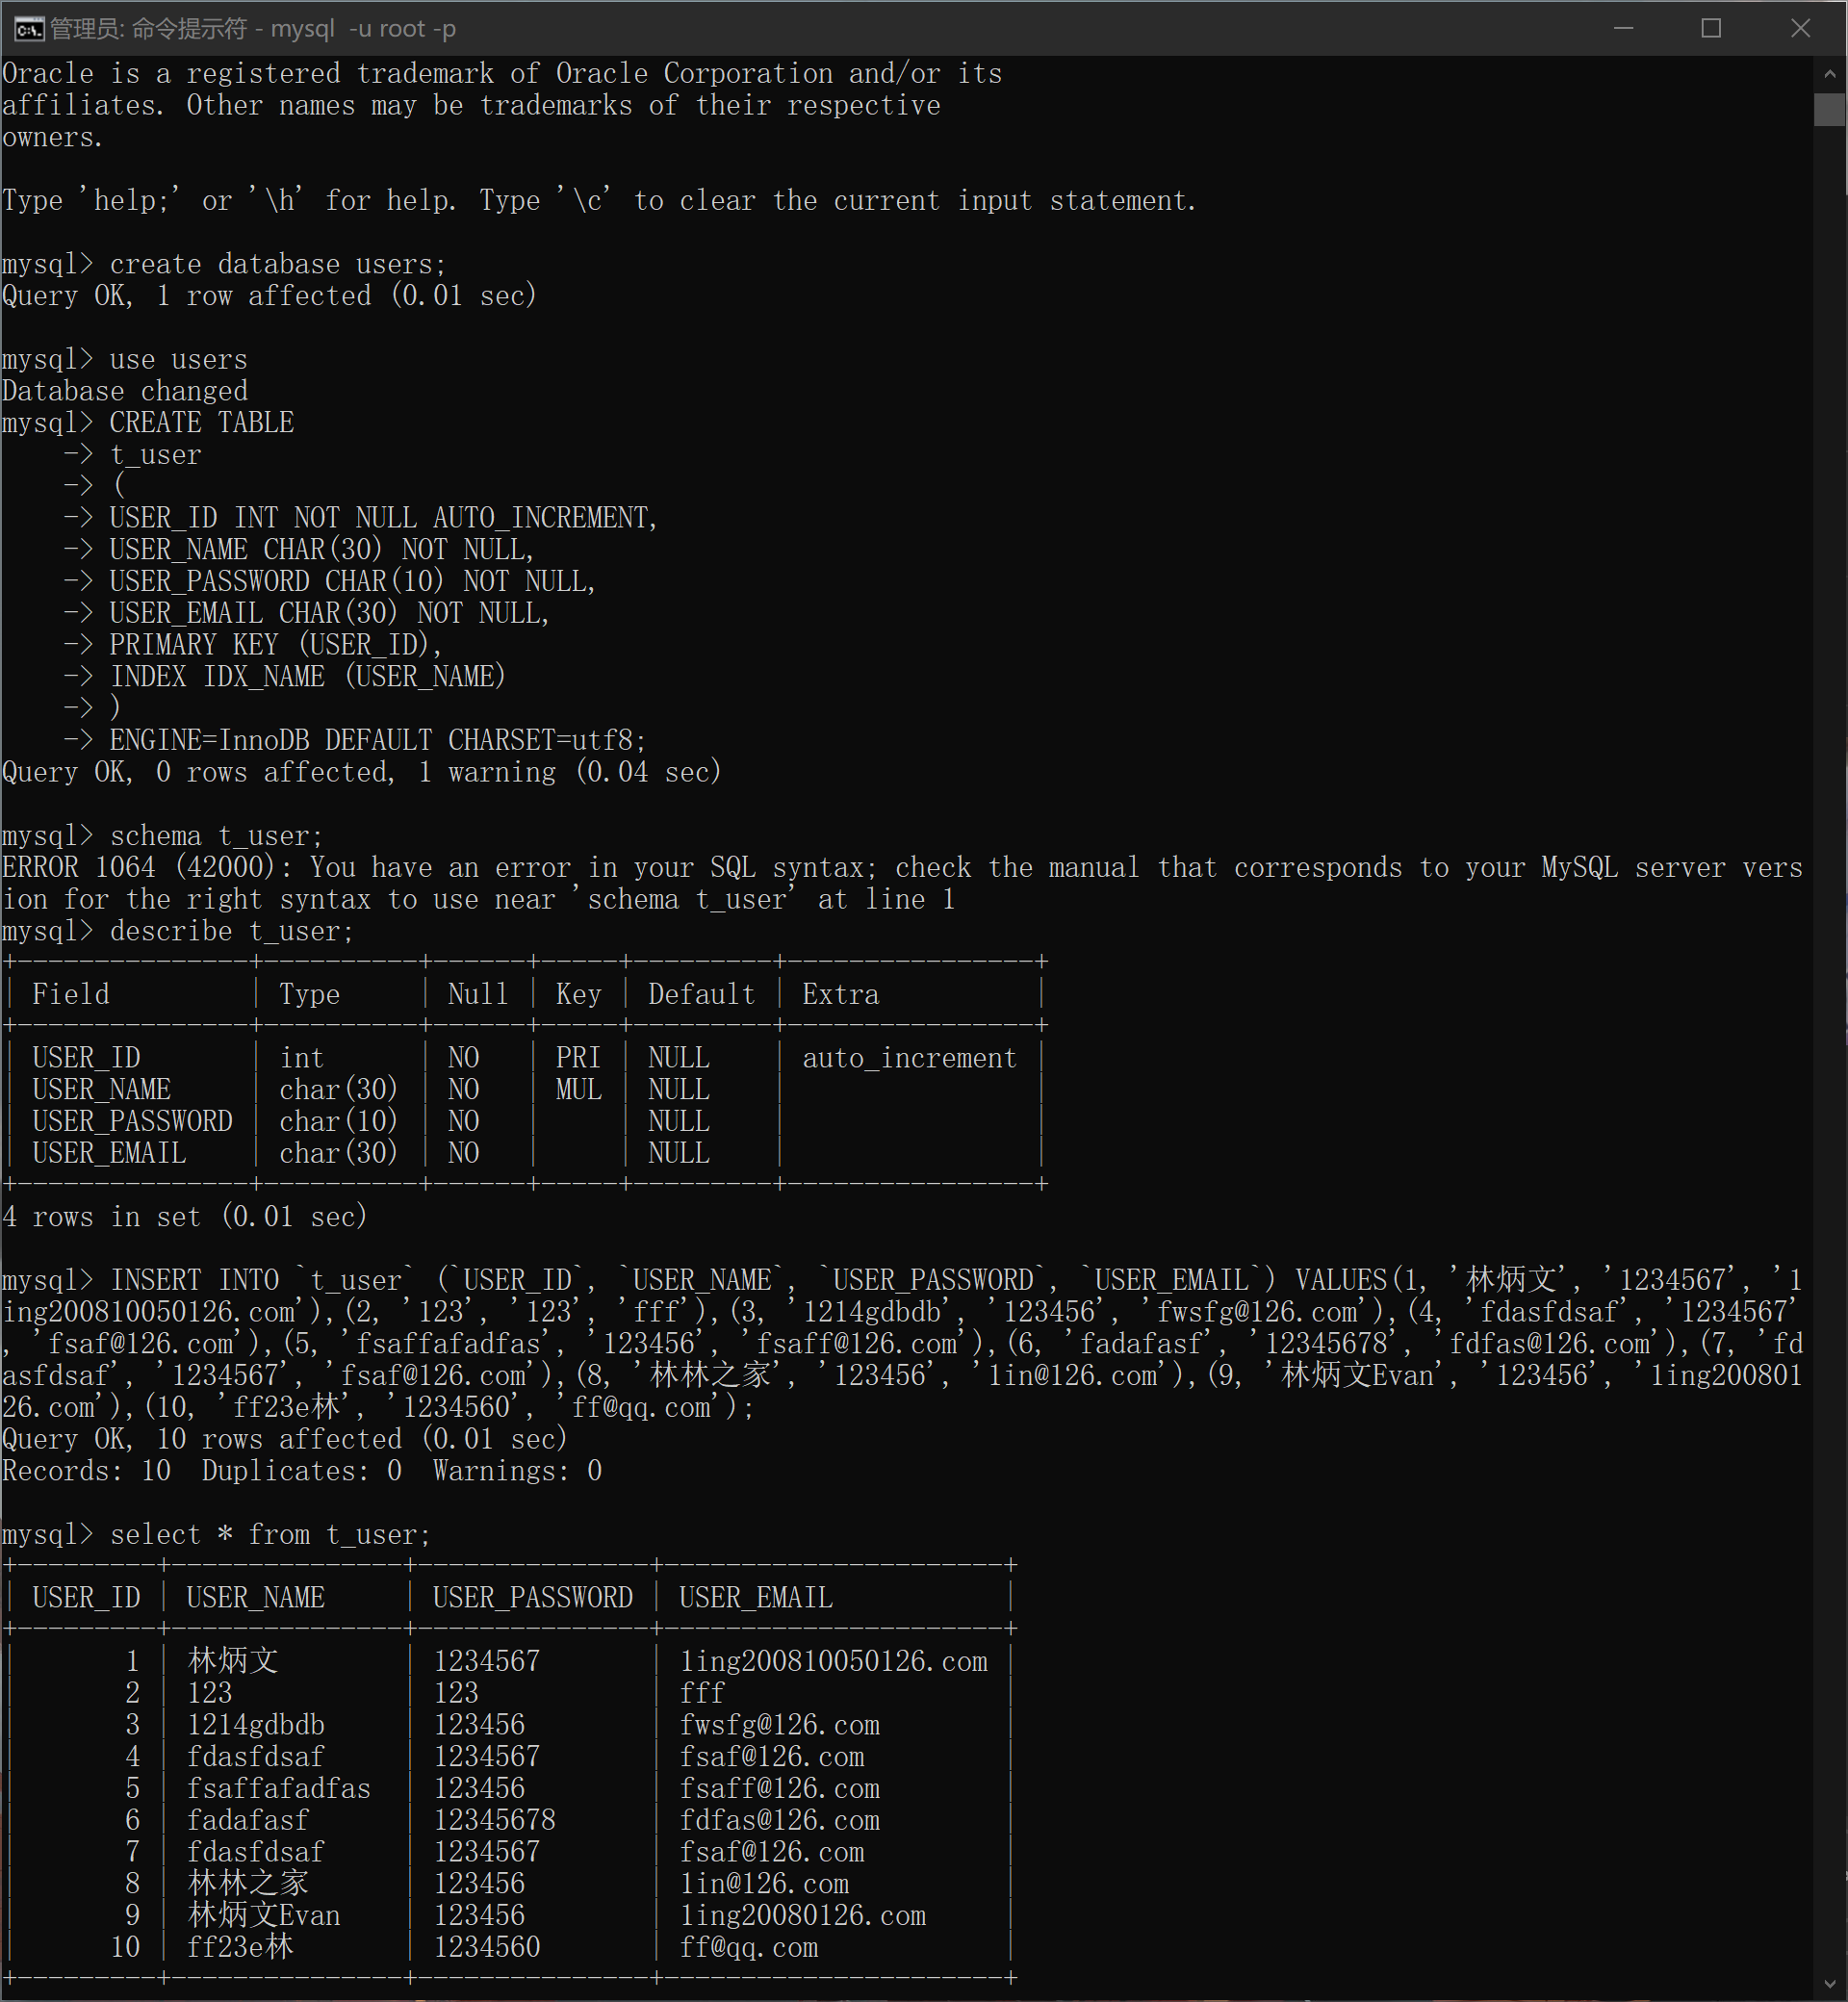 管理员: 命令提示符 - mysql  -u root -p
Oracle is a registered trademark of Oracle Corporation and/or its
affiliates. Other names may be trademarks of their respective
owners.
Type 'help;' or '\h' for help. Type '\c' to clear the current input statement.
mysql> create database users;
Query OK, 1 row affected (0.01 sec)
mysql> use users
Database changed
mysql> CREATE TABLE
    -> t_user
    -> (
    -> USER_ID INT NOT NULL AUTO_INCREMENT,
    -> USER_NAME CHAR(30) NOT NULL,
    -> USER_PASSWORD CHAR(10) NOT NULL,
    -> USER_EMAIL CHAR(30) NOT NULL,
    -> PRIMARY KEY (USER_ID),
    -> INDEX IDX_NAME (USER_NAME)
    -> )
    -> ENGINE=InnoDB DEFAULT CHARSET=utf8;
Query OK, 0 rows affected, 1 warning (0.04 sec)
mysql> schema t_user;
ERROR 1064 (42000): You have an error in your SQL syntax; check the manual that corresponds to your MySQL server vers
ion for the right syntax to use near 'schema t_user' at line 1
mysql> describe t_user;
+---------------+----------+------+-----+---------+----------------+
| Field         | Type     | Null | Key | Default | Extra          |
+---------------+----------+------+-----+---------+----------------+
| USER_ID       | int      | NO   | PRI | NULL    | auto_increment |
| USER_NAME     | char(30) | NO   | MUL | NULL    |                |
| USER_PASSWORD | char(10) | NO   |     | NULL    |                |
| USER_EMAIL    | char(30) | NO   |     | NULL    |                |
+---------------+----------+------+-----+---------+----------------+
4 rows in set (0.01 sec)
mysql> INSERT INTO `t_user` (`USER_ID`, `USER_NAME`, `USER_PASSWORD`, `USER_EMAIL`) VALUES(1, '林炳文', '1234567', 'l
ing200810050126.com'),(2, '123', '123', 'fff'),(3, '1214gdbdb', '123456', 'fwsfg@126.com'),(4, 'fdasfdsaf', '1234567'
, 'fsaf@126.com'),(5, 'fsaffafadfas', '123456', 'fsaff@126.com'),(6, 'fadafasf', '12345678', 'fdfas@126.com'),(7, 'fd
asfdsaf', '1234567', 'fsaf@126.com'),(8, '林林之家', '123456', 'lin@126.com'),(9, '林炳文Evan', '123456', 'ling200801
26.com'),(10, 'ff23e林', '1234560', 'ff@qq.com');
Query OK, 10 rows affected (0.01 sec)
Records: 10  Duplicates: 0  Warnings: 0
mysql> select * from t_user;
+---------+---------------+---------------+----------------------+
| USER_ID | USER_NAME     | USER_PASSWORD | USER_EMAIL           |
+---------+---------------+---------------+----------------------+
|       1 | 林炳文        | 1234567       | ling200810050126.com |
|       2 | 123           | 123           | fff                  |
|       3 | 1214gdbdb     | 123456        | fwsfg@126.com        |
|       4 | fdasfdsaf     | 1234567       | fsaf@126.com         |
|       5 | fsaffafadfas  | 123456        | fsaff@126.com        |
|       6 | fadafasf      | 12345678      | fdfas@126.com        |
|       7 | fdasfdsaf     | 1234567       | fsaf@126.com         |
|       8 | 林林之家      | 123456        | lin@126.com          |
|       9 | 林炳文Evan    | 123456        | ling20080126.com     |
|      10 | ff23e林       | 1234560       | ff@qq.com            |
+---------+---------------+---------------+----------------------+